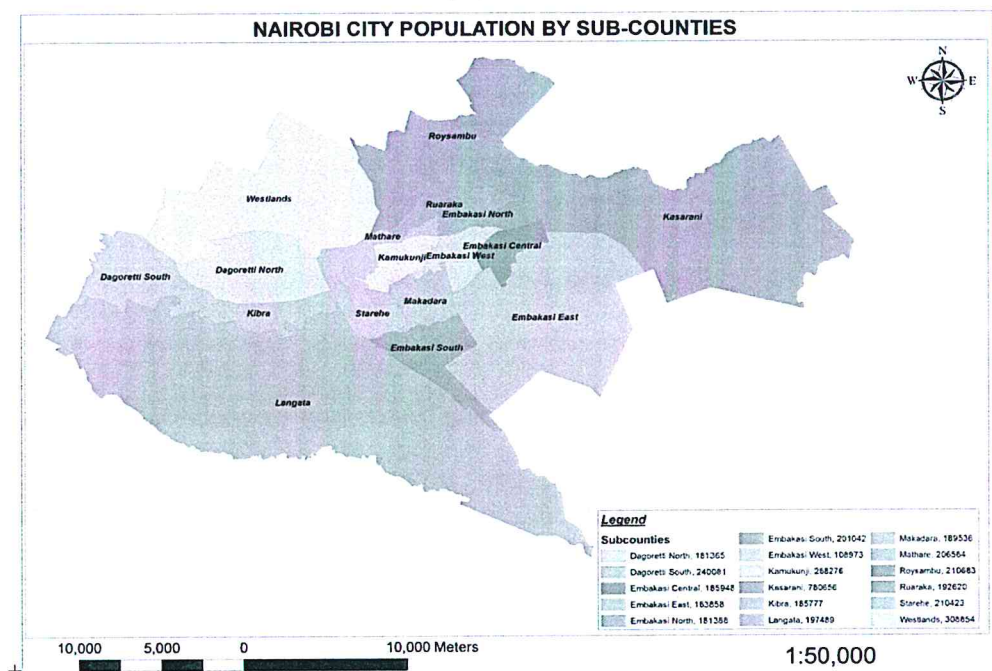 NAIROBI CITY POPULATION BY SUB-COUNTIES
N
W E
S
Roysambu
Westlands
Ruaraka
Embakasi North
Kasarani
Mathare
Embakasi Central
Kamukunji
Embakasi West
Dagoretti North
Dagoretti South
Makadara
Kibra
Starehe
Embakasi East
Embakasi South
Langata
Legend
Subcounties
Dagoretti North, 181365
Dagoretti South, 240081
Embakasi Central, 185948
Embakasi East, 163858
Embakasi North, 181388
Embakasi South, 201042
Embakasi West, 108973
Kamukunji, 268276
Kasarani, 780656
Kibra, 185777
Langata, 197489
Makadara, 189536
Mathare, 206564
Roysambu, 210683
Ruaraka, 192620
Starehe, 210423
Westlands, 308854
10,000 5,000 0 10,000 Meters
1:50,000